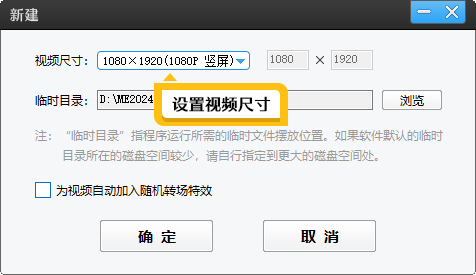 新建
视频尺寸： 1080×1920(1080P 竖屏) 1080 × 1920
临时目录： D:\ME2024 浏览
设置视频尺寸
注： “临时目录”指程序运行所需的临时文件摆放位置。如果软件默认的临时
目录所在的磁盘空间较少，请自行指定到更大的磁盘空间处。
为视频自动加入随机转场特效
确 定 取 消